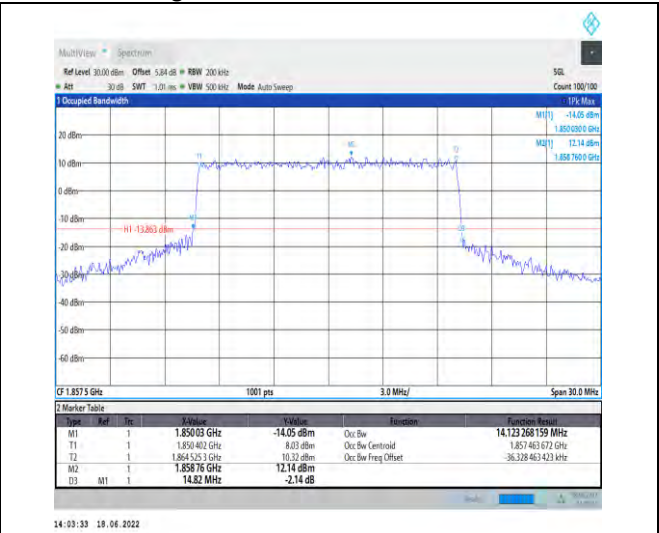 MultiView Spectrum
Ref Level 30.00 dBm Offset 5.84 dB RBW 200 kHz SGL
Att 30 dB SWT 1.01 ms VBW 500 kHz Mode Auto Sweep Count 100/100
1 Occupied Bandwidth 1Pk Max
M1[1] -14.05 dBm
1.850 030 0 GHz
20 dBm
M2[1] 12.14 dBm
1.858 760 0 GHz
T1
M2
T2
10 dBm
0 dBm
-10 dBm
M1
H1 -13.863 dBm
D3
-20 dBm
-30 dBm
-40 dBm
-50 dBm
-60 dBm
CF 1.857 5 GHz 1001 pts 3.0 MHz/ Span 30.0 MHz
2 Marker Table
Type Ref Trc X-Value Y-Value Function Function Result
M1 1 1.850 03 GHz -14.05 dBm Occ Bw 14.123 268 159 MHz
T1 1 1.850 402 GHz 8.03 dBm Occ Bw Centroid 1.857 463 672 GHz
T2 1 1.864 525 3 GHz 10.32 dBm Occ Bw Freq Offset -36.328 463 423 kHz
M2 1 1.858 76 GHz 12.14 dBm
D3 M1 1 14.82 MHz -2.14 dB
14:03:33 18.06.2022